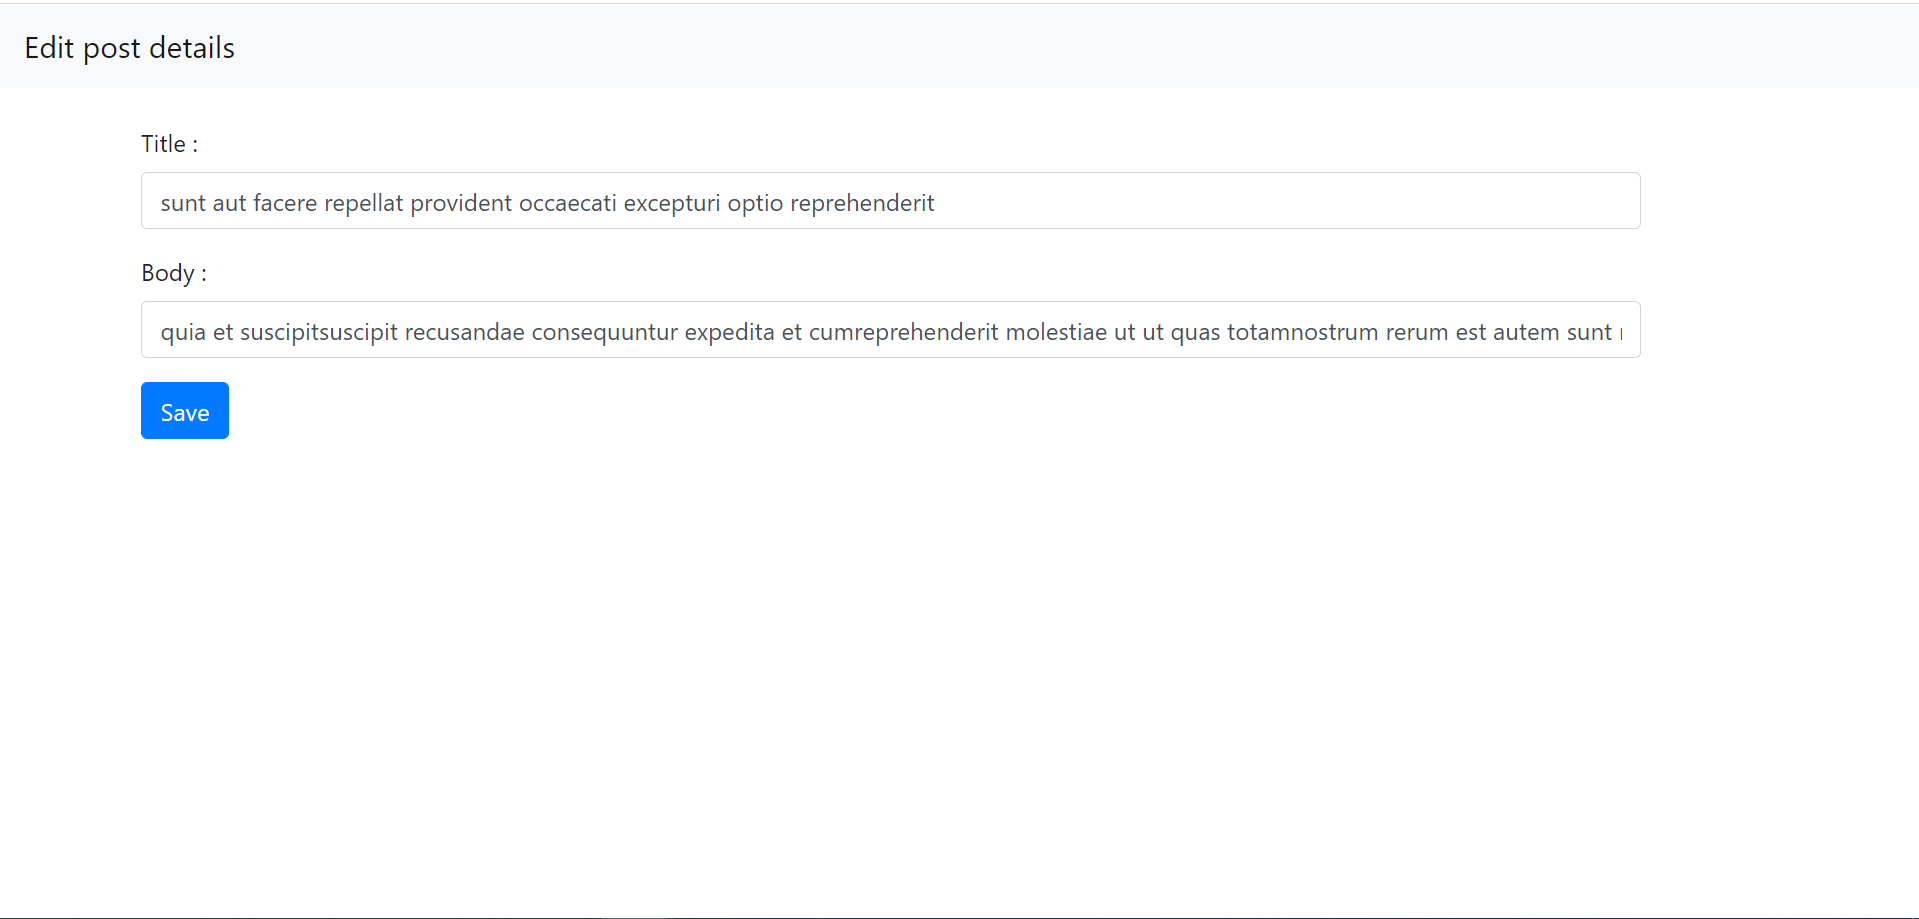 Edit post details
Title :
sunt aut facere repellat provident occaecati excepturi optio reprehenderit
Body :
quia et suscipitsuscipit recusandae consequuntur expedita et cumreprehenderit molestiae ut ut quas totamnostrum rerum est autem sunt
Save